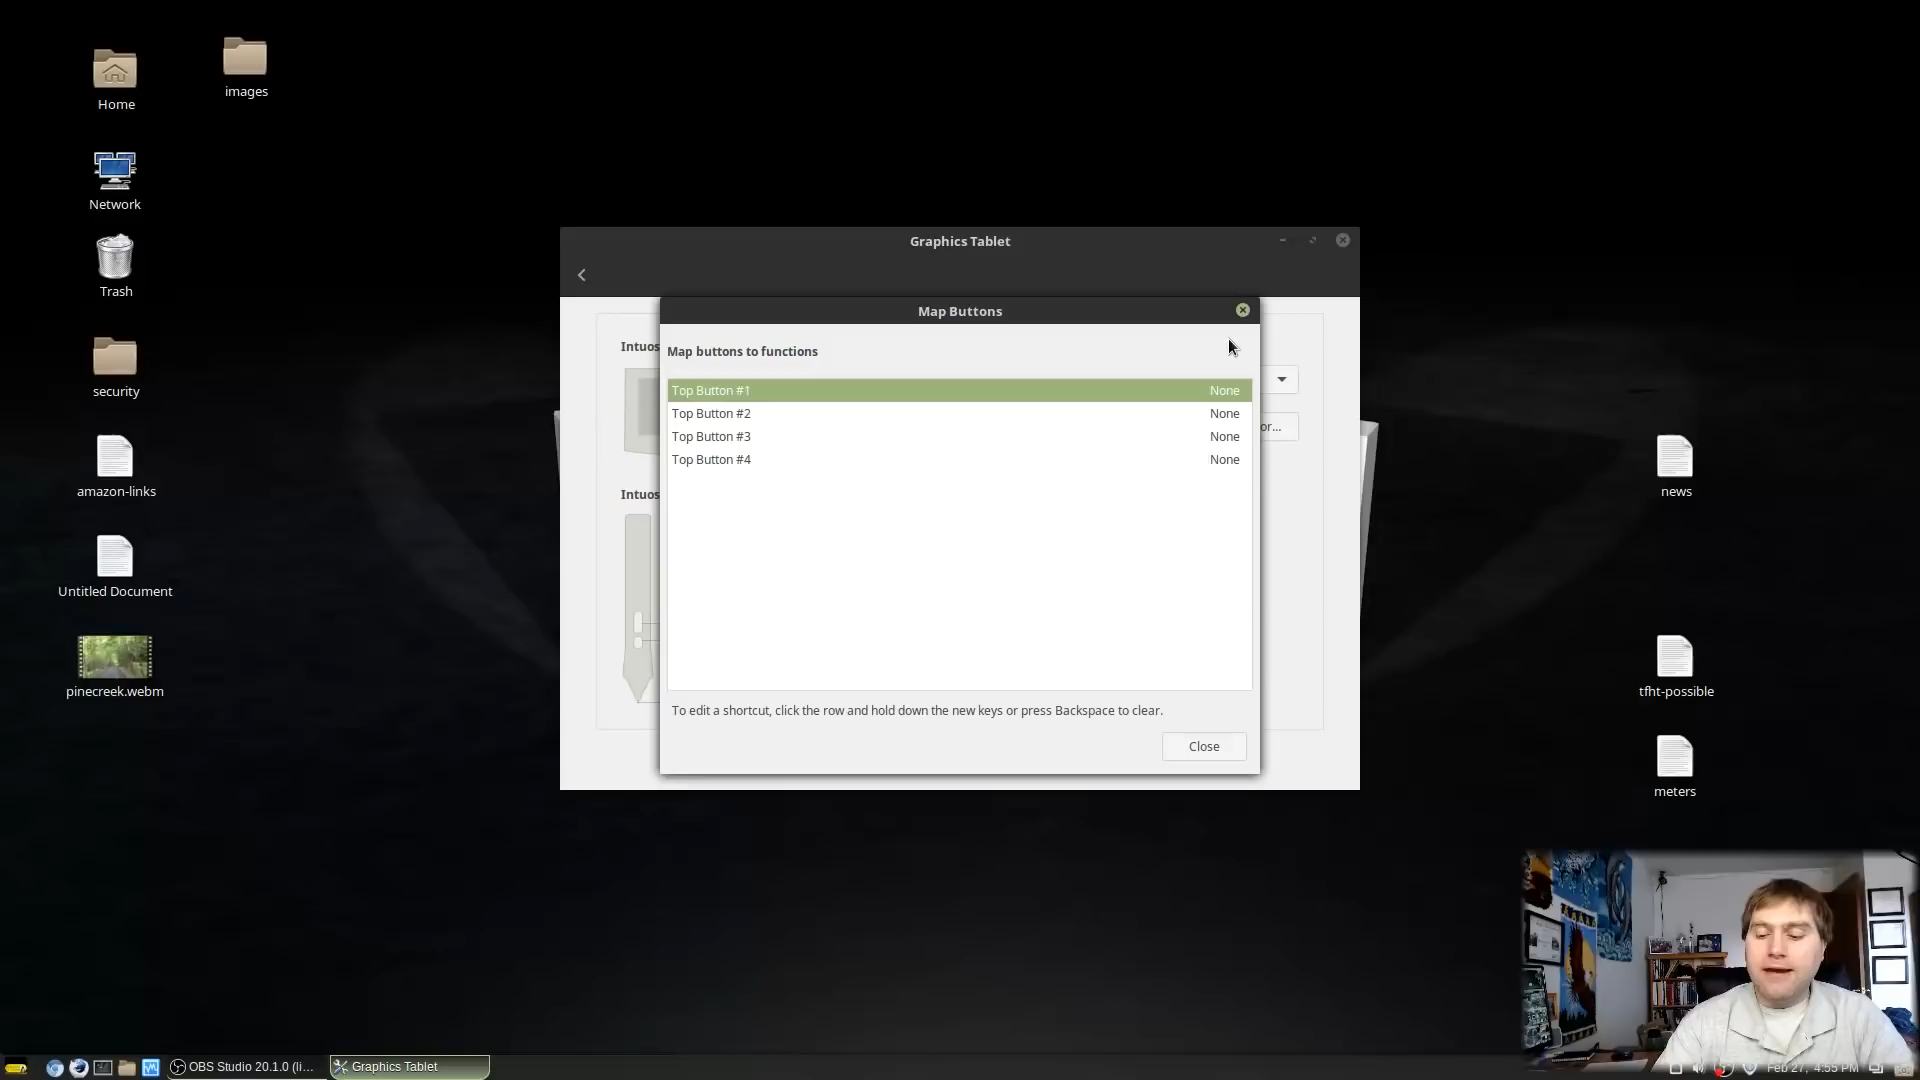 Home
images
Network
Trash
security
amazon-links
Untitled Document
pinecreek.webm
Graphics Tablet
Intuos
or...
Intuos
Map Buttons
Map buttons to functions
Top Button #1 None
Top Button #2 None
Top Button #3 None
Top Button #4 None
To edit a shortcut, click the row and hold down the new keys or press Backspace to clear.
Close
news
tfht-possible
meters
OBS Studio 20.1.0 (li...
Graphics Tablet
Feb 27, 4:55 PM